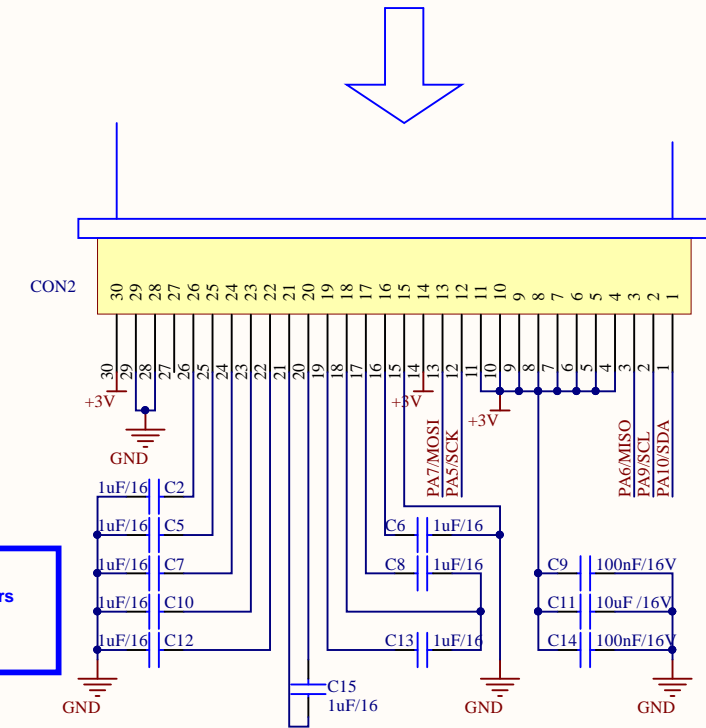 CON2
30 29 28 27 26 25 24 23 22 21 20 19 18 17 16 15 14 13 12 11 10 9 8 7 6 5 4 3 2 1
30 29 28 27 26 25 24 23 22 21 20 19 18 17 16 15 14 13 12 11 10 9 8 7 6 5 4 3 2 1
+3V
+3V
+3V
GND
PA7/MOSI
PA5/SCK
PA6/MISO
PA9/SCL
PA10/SDA
1uF/16 C2
1uF/16 C5
1uF/16 C7
1uF/16 C10
1uF/16 C12
C6 1uF/16
C8 1uF/16
C13 1uF/16
C9 100nF/16V
C11 10uF /16V
C14 100nF/16V
rs
C15
1uF/16
GND
GND
GND